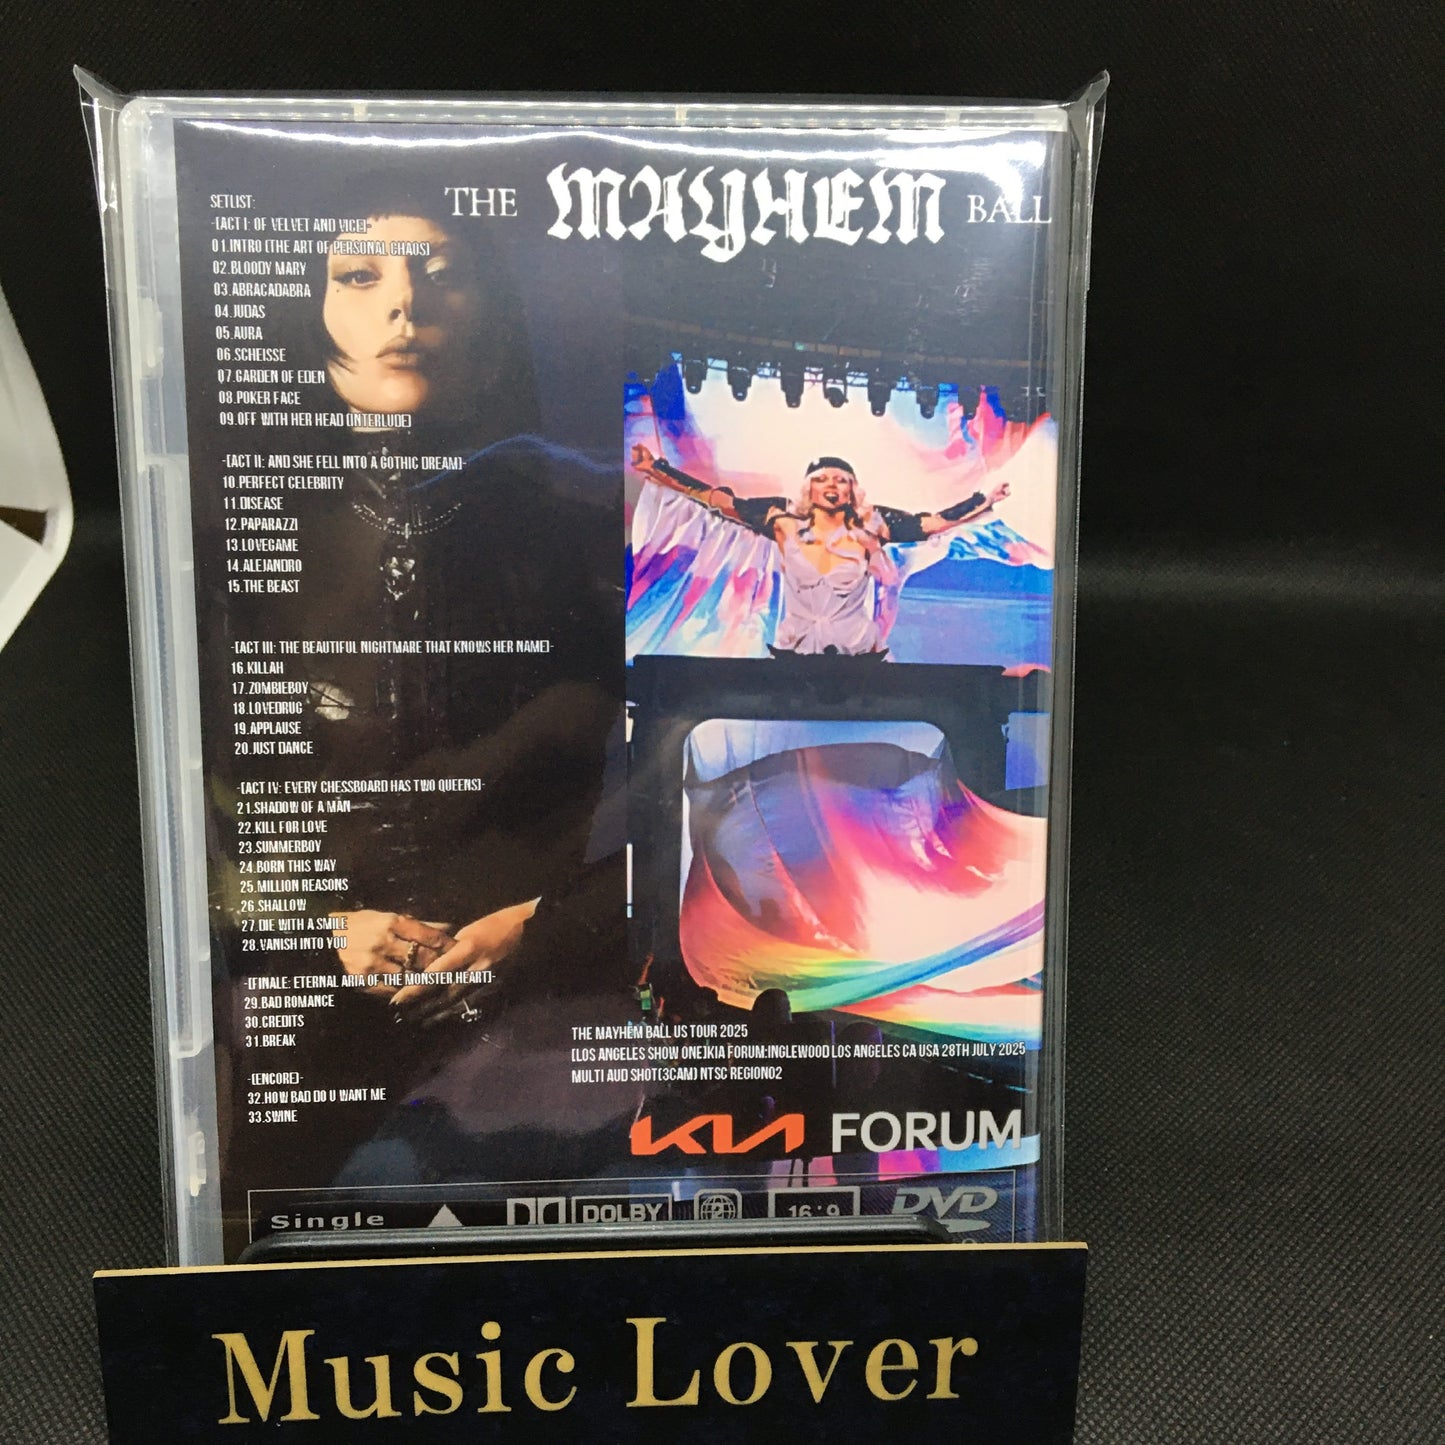 THE MAYHEM BALL
SETLIST:
-[ACT I: OF VELVET AND VICE]-
01.INTRO [THE ART OF PERSONAL CHAOS]
02.BLOODY MARY
03.ABRACADABRA
04.JUDAS
05.AURA
06.SCHEISSE
07.GARDEN OF EDEN
08.POKER FACE
09.OFF WITH HER HEAD [INTERLUDE]
-[ACT II: AND SHE FELL INTO A GOTHIC DREAM]-
10.PERFECT CELEBRITY
11.DISEASE
12.PAPARAZZI
13.LOVEGAME
14.ALEJANDRO
15.THE BEAST
-[ACT III: THE BEAUTIFUL NIGHTMARE THAT KNOWS HER NAME]-
16.KILLAH
17.ZOMBIEBOY
18.LOVEDRUG
19.APPLAUSE
20.JUST DANCE
-[ACT IV: EVERY CHESSBOARD HAS TWO QUEENS]-
21.SHADOW OF A MAN
22.KILL FOR LOVE
23.SUMMERBOY
24.BORN THIS WAY
25.MILLION REASONS
26.SHALLOW
27.DIE WITH A SMILE
28.VANISH INTO YOU
-[FINALE: ETERNAL ARIA OF THE MONSTER HEART]-
29.BAD ROMANCE
30.CREDITS
31.BREAK
-[ENCORE]-
32.HOW BAD DO U WANT ME
33.SWINE
THE MAYHEM BALL US TOUR 2025
[LOS ANGELES SHOW ONE]KIA FORUM:INGLEWOOD LOS ANGELES CA USA 28TH JULY 2025
MULTI AUD SHOT[3CAM] NTSC REGION02
KIA FORUM
Single DOLBY 2 16:9 DVD
Music Lover